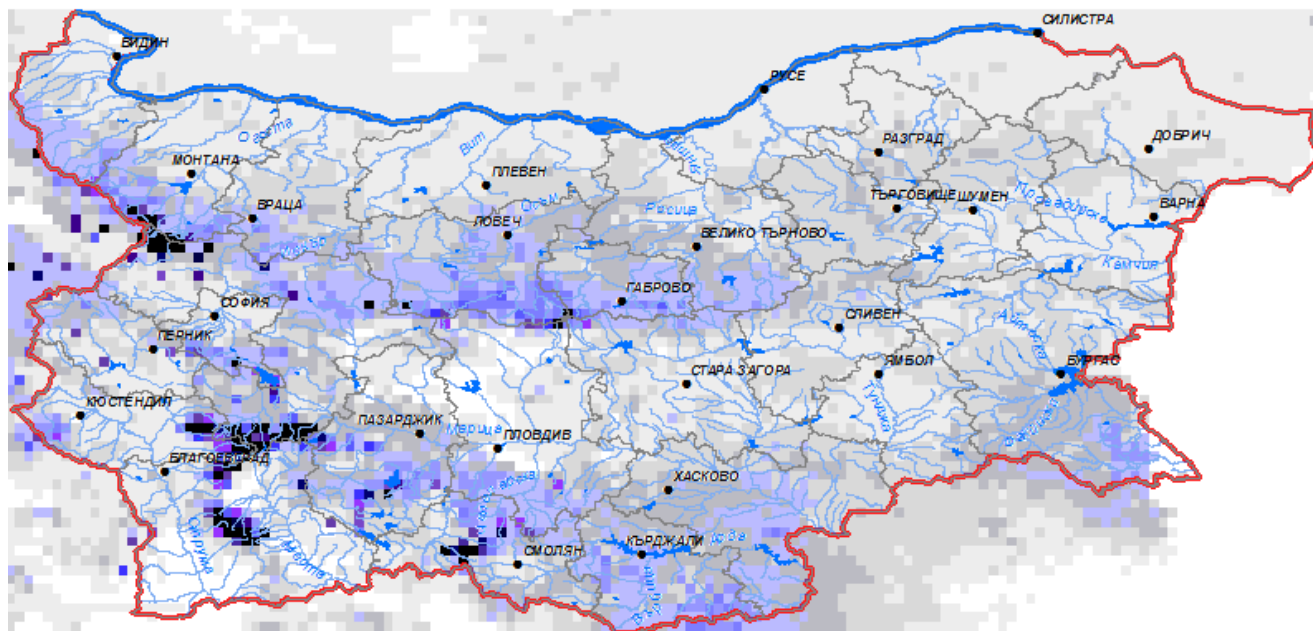 СИЛИСТРА
ВИДИН
РУСЕ
Огоста
ДОБРИЧ
РАЗГРАД
Вит
МОНТАНА
ПЛЕВЕН
ТЪРГОВИЩЕ
ШУМЕН
Провадийска
Осъм
Росица
ВРАЦА
ВАРНА
ЛОВЕЧ
Искър
ВЕЛИКО ТЪРНОВО
Камчия
ГАБРОВО
СОФИЯ
СЛИВЕН
Айтоска
ПЕРНИК
ЯМБОЛ
БУРГАС
СТАРА ЗАГОРА
Тунджа
КЮСТЕНДИЛ
ПАЗАРДЖИК
Марица
ПЛОВДИВ
БЛАГОЕВГРАД
ХАСКОВО
Струма
Места
КЪРДЖАЛИ
Арда
СМОЛЯН